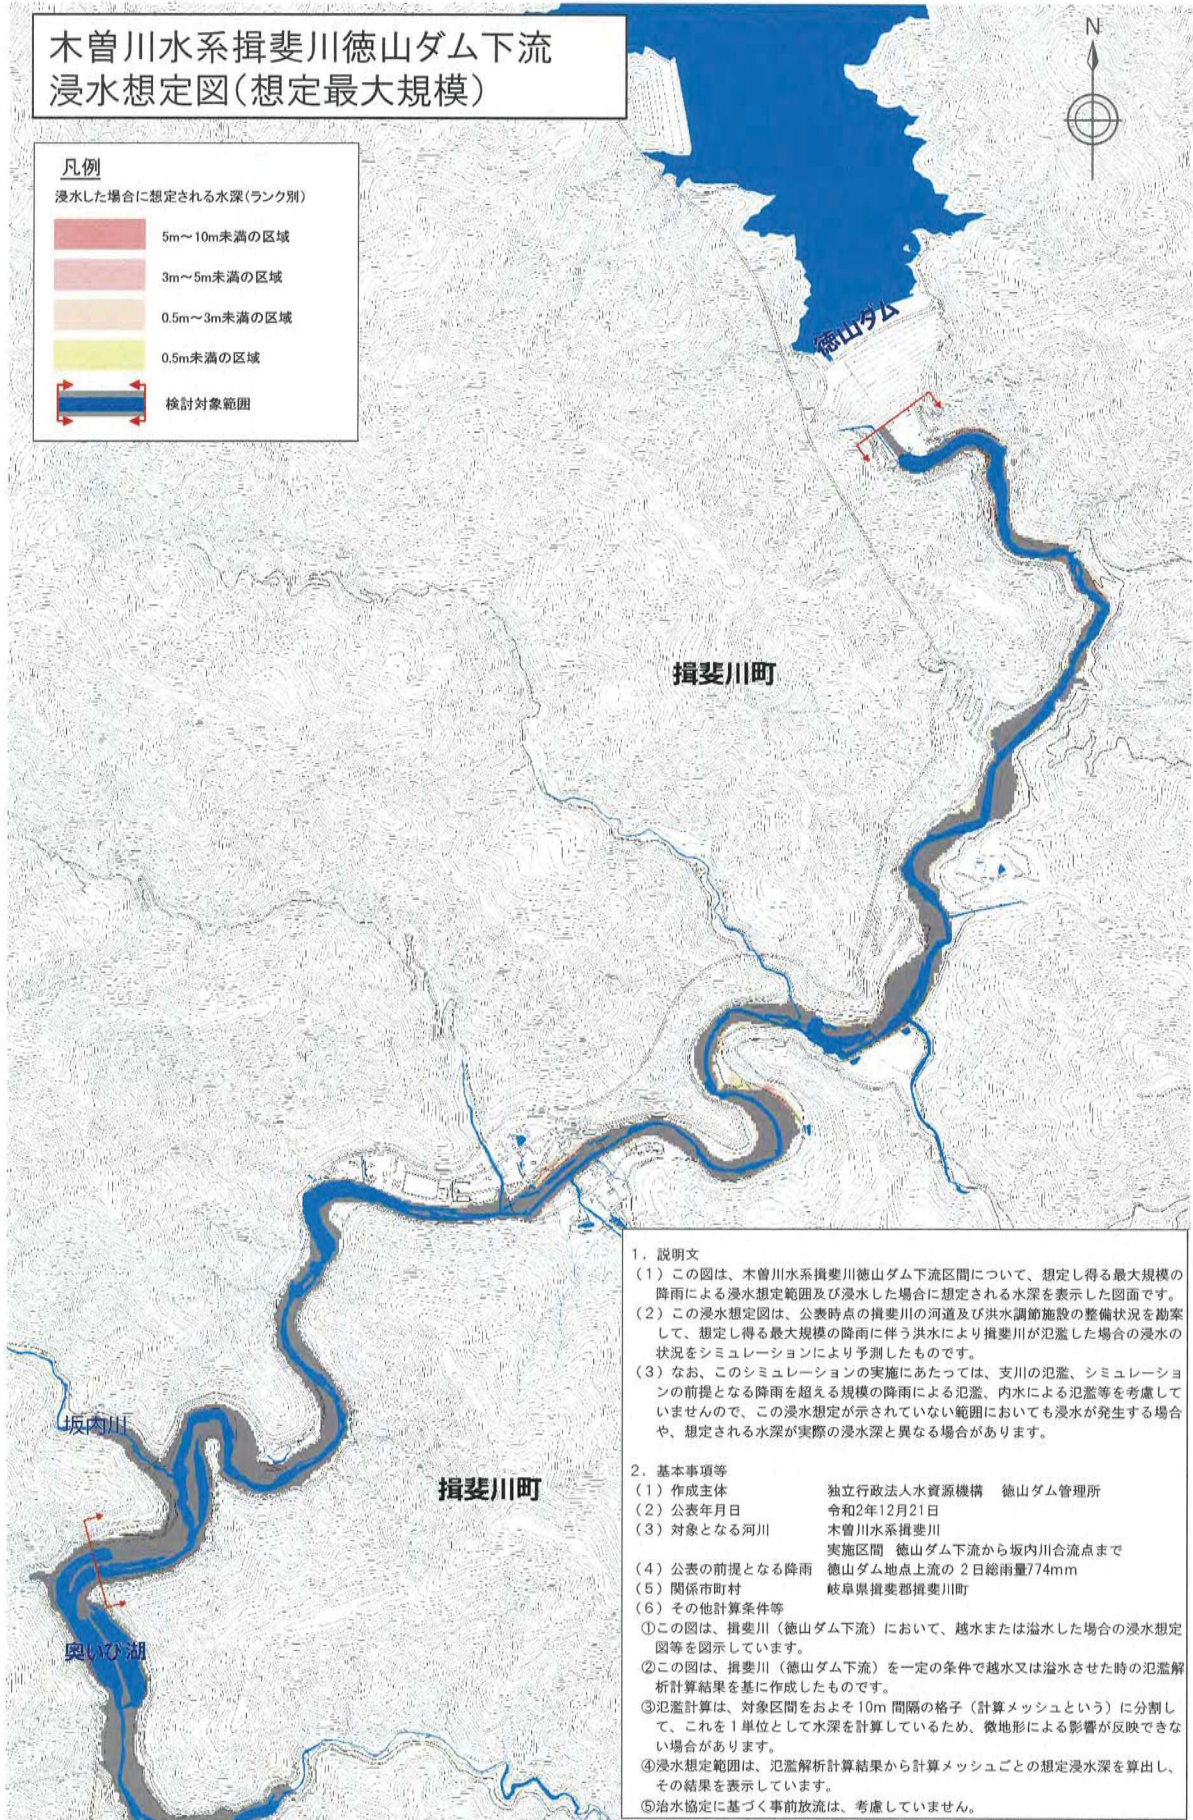 木曽川水系揖斐川徳山ダム下流
浸水想定図(想定最大規模)
N
凡例
浸水した場合に想定される水深(ランク別)
5m～10m未満の区域
3m～5m未満の区域
0.5m～3m未満の区域
0.5m未満の区域
検討対象範囲
徳山ダム
揖斐川町
坂内川
揖斐川町
奥いび湖
1．説明文
（1）この図は、木曽川水系揖斐川徳山ダム下流区間について、想定し得る最大規模の
降雨による浸水想定範囲及び浸水した場合に想定される水深を表示した図面です。
（2）この浸水想定図は、公表時点の揖斐川の河道及び洪水調節施設の整備状況を勘案
して、想定し得る最大規模の降雨に伴う洪水により揖斐川が氾濫した場合の浸水の
状況をシミュレーションにより予測したものです。
（3）なお、このシミュレーションの実施にあたっては、支川の氾濫、シミュレーショ
ンの前提となる降雨を超える規模の降雨による氾濫、内水による氾濫等を考慮して
いませんので、この浸水想定が示されていない範囲においても浸水が発生する場合
や、想定される水深が実際の浸水深と異なる場合があります。
2．基本事項等
（1）作成主体 独立行政法人水資源機構 徳山ダム管理所
（2）公表年月日 令和2年12月21日
（3）対象となる河川 木曽川水系揖斐川
実施区間 徳山ダム下流から坂内川合流点まで
（4）公表の前提となる降雨 徳山ダム地点上流の２日総雨量774mm
（5）関係市町村 岐阜県揖斐郡揖斐川町
（6）その他計算条件等
①この図は、揖斐川（徳山ダム下流）において、越水または溢水した場合の浸水想定
図等を図示しています。
②この図は、揖斐川（徳山ダム下流）を一定の条件で越水又は溢水させた時の氾濫解
析計算結果を基に作成したものです。
③氾濫計算は、対象区間をおよそ10m 間隔の格子（計算メッシュという）に分割し
て、これを１単位として水深を計算しているため、微地形による影響が反映できな
い場合があります。
④浸水想定範囲は、氾濫解析計算結果から計算メッシュごとの想定浸水深を算出し、
その結果を表示しています。
⑤治水協定に基づく事前放流は、考慮していません。